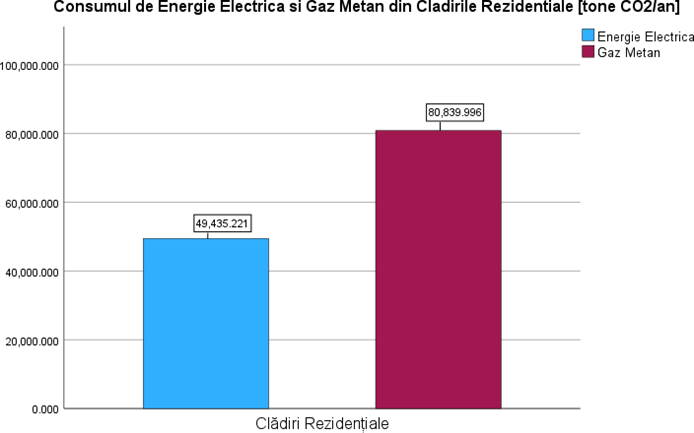 Consumul de Energie Electrica si Gaz Metan din Cladirile Rezidentiale [tone CO2/an]
Energie Electrica
Gaz Metan
100,000.000
80,839.996
80,000.000
60,000.000
49,435.221
40,000.000
20,000.000
0.000
Clădiri Rezidențiale